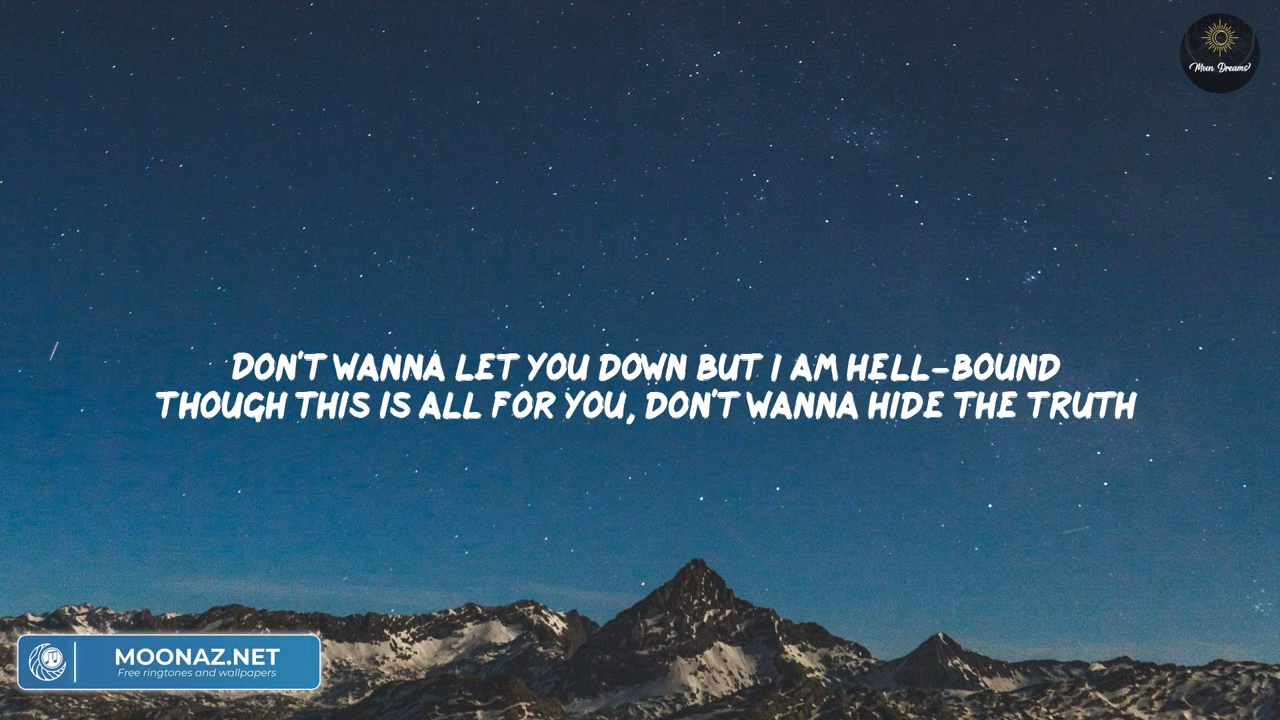 Moon Dreams
DON'T WANNA LET YOU DOWN BUT I AM HELL-BOUND
THOUGH THIS IS ALL FOR YOU, DON'T WANNA HIDE THE TRUTH
MOONAZ.NET
Free ringtones and wallpapers